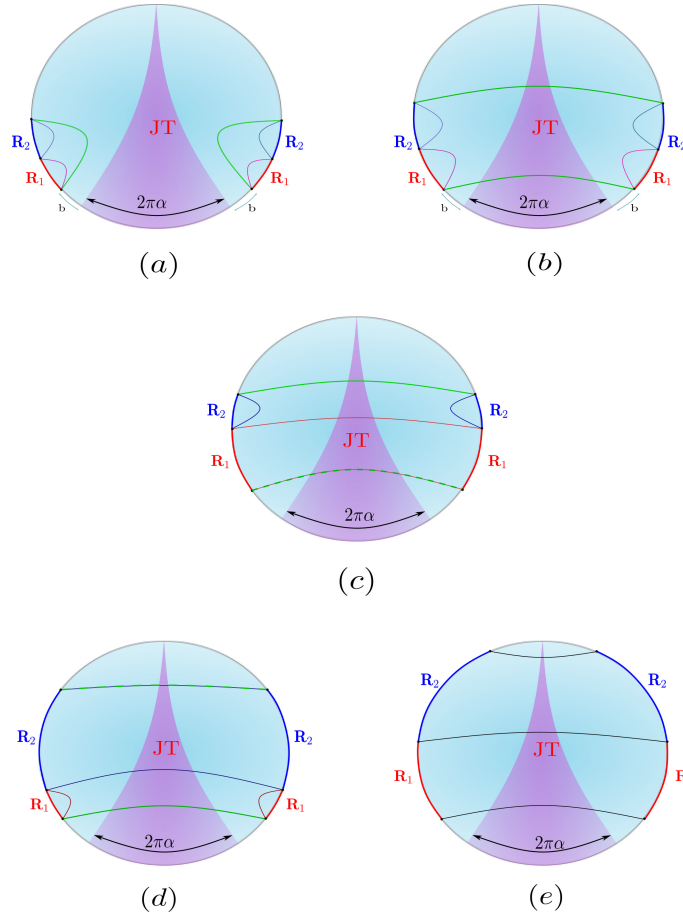 JT
R₂ R₂
R₁ R₁
b 2πα b
(a)
JT
R₂ R₂
R₁ R₁
b 2πα b
(b)
R₂ R₂
JT
R₁ R₁
2πα
(c)
R₂ JT R₂
R₁ R₁
2πα
(d)
R₂ R₂
JT
R₁ R
2πα
(e)